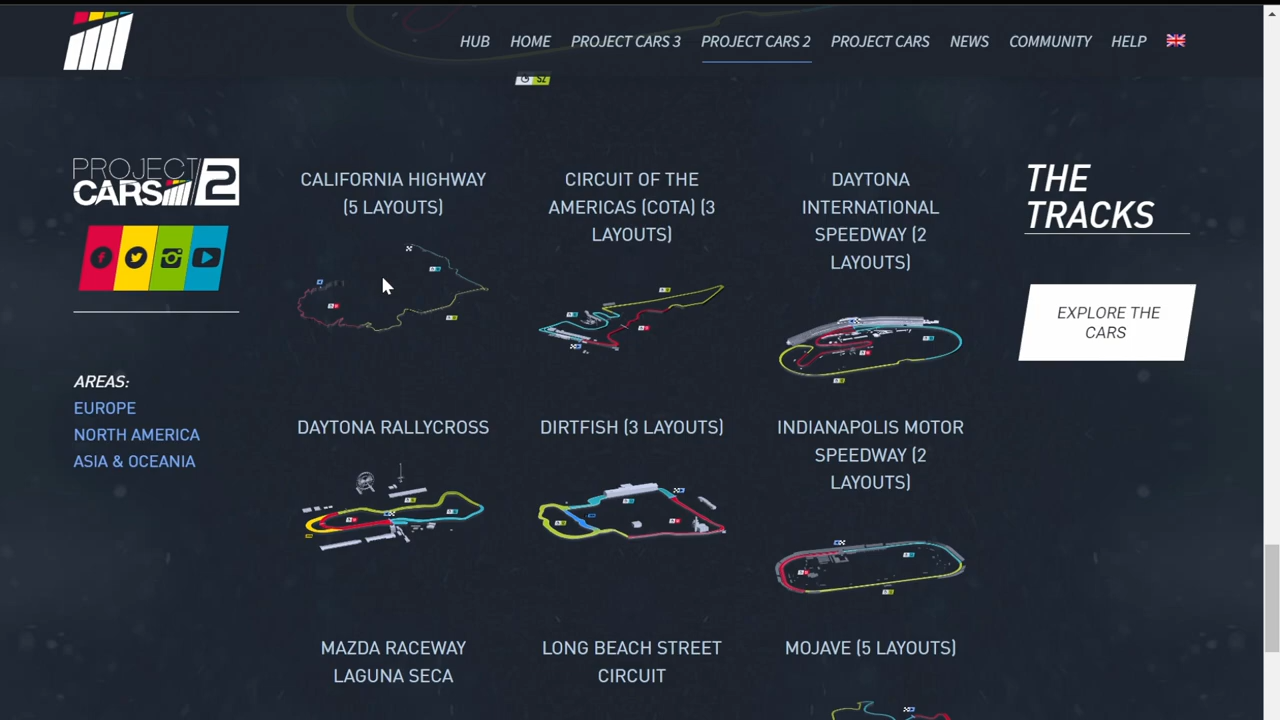 HUB HOME PROJECT CARS 3 PROJECT CARS 2 PROJECT CARS NEWS COMMUNITY HELP
PROJECT
CARS 2
AREAS:
EUROPE
NORTH AMERICA
ASIA & OCEANIA
CALIFORNIA HIGHWAY
(5 LAYOUTS)
CIRCUIT OF THE
AMERICAS (COTA) (3
LAYOUTS)
DAYTONA
INTERNATIONAL
SPEEDWAY (2
LAYOUTS)
DAYTONA RALLYCROSS
DIRTFISH (3 LAYOUTS)
INDIANAPOLIS MOTOR
SPEEDWAY (2
LAYOUTS)
MAZDA RACEWAY
LAGUNA SECA
LONG BEACH STREET
CIRCUIT
MOJAVE (5 LAYOUTS)
THE
TRACKS
EXPLORE THE
CARS